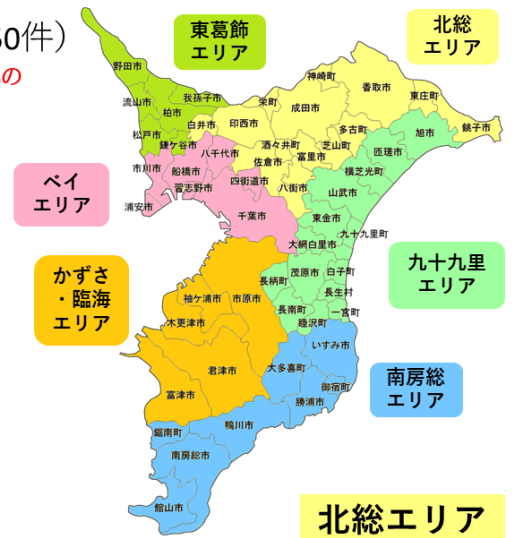 0件）
の
東葛飾
エリア
北総
エリア
野田市
神崎町
香取市
東庄町
流山市
柏市
我孫子市
栄町
成田市
松戸市
白井市
印西市
多古町
旭市
銚子市
鎌ケ谷市
酒々井町
芝山町
匝瑳市
市川市
船橋市
八千代市
佐倉市
富里市
横芝光町
習志野市
四街道市
八街市
山武市
浦安市
千葉市
東金市
九十九里町
大網白里市
ベイ
エリア
かずさ
・臨海
エリア
九十九里
エリア
茂原市
白子町
長柄町
長生村
袖ケ浦市
市原市
長南町
一宮町
木更津市
睦沢町
いすみ市
君津市
大多喜町
御宿町
富津市
勝浦市
南房総
エリア
鋸南町
鴨川市
南房総市
館山市
北総エリア